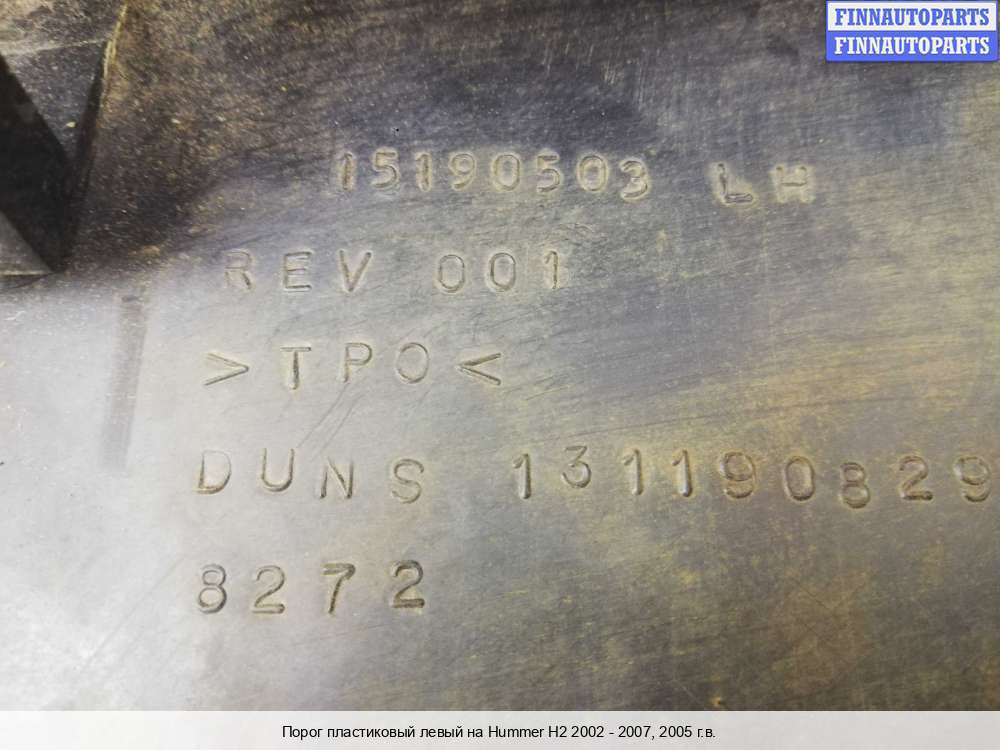 FINNAUTOPARTS
FINNAUTOPARTS
15190503 LH
REV 001
>TPO<
DUNS 131190829
8272
Порог пластиковый левый на Hummer H2 2002 - 2007, 2005 г.в.